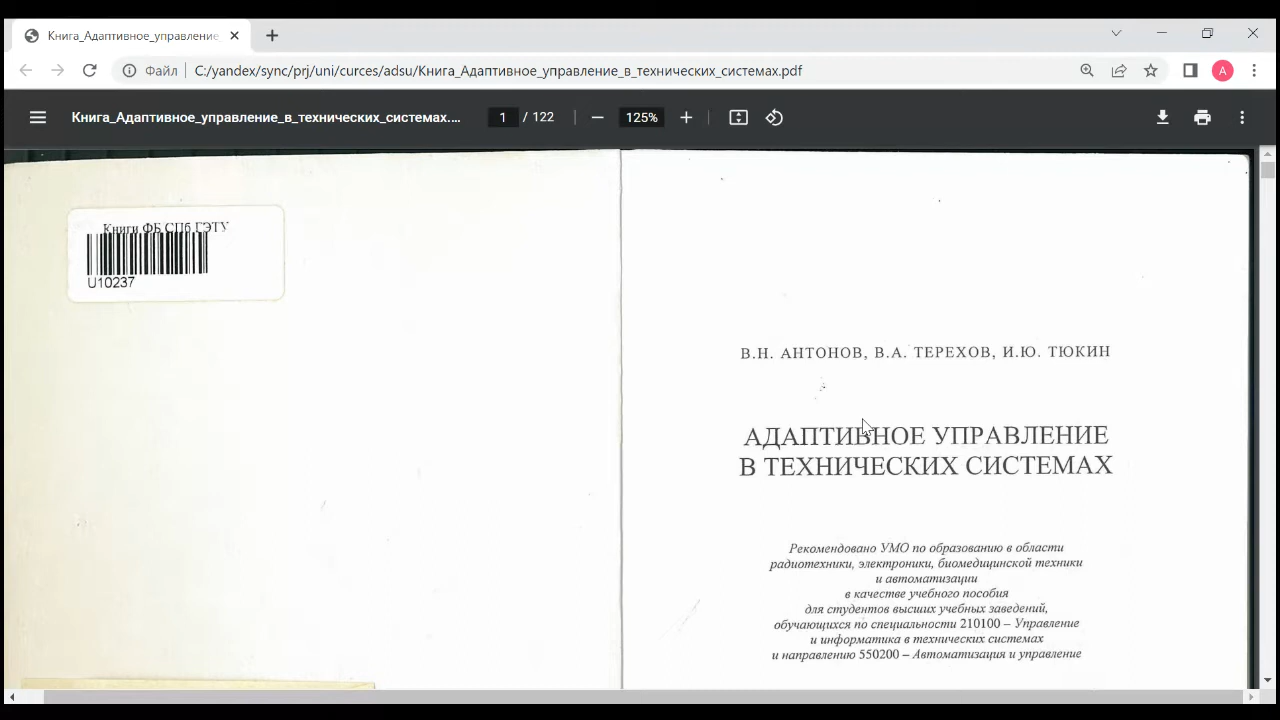 Книга_Адаптивное_управление_
Файл
C:/yandex/sync/prj/uni/curces/adsu/Книга_Адаптивное_управление_в_технических_системах.pdf
А
Книга_Адаптивное_управление_в_технических_системах....
1 / 122
125%
Книги ФБ СПб ГЭТУ
U10237
В.Н. АНТОНОВ, В.А. ТЕРЕХОВ, И.Ю. ТЮКИН
АДАПТИВНОЕ УПРАВЛЕНИЕ
В ТЕХНИЧЕСКИХ СИСТЕМАХ
Рекомендовано УМО по образованию в области
радиотехники, электроники, биомедицинской техники
и автоматизации
в качестве учебного пособия
для студентов высших учебных заведений,
обучающихся по специальности 210100 – Управление
и информатика в технических системах
и направлению 550200 – Автоматизация и управление